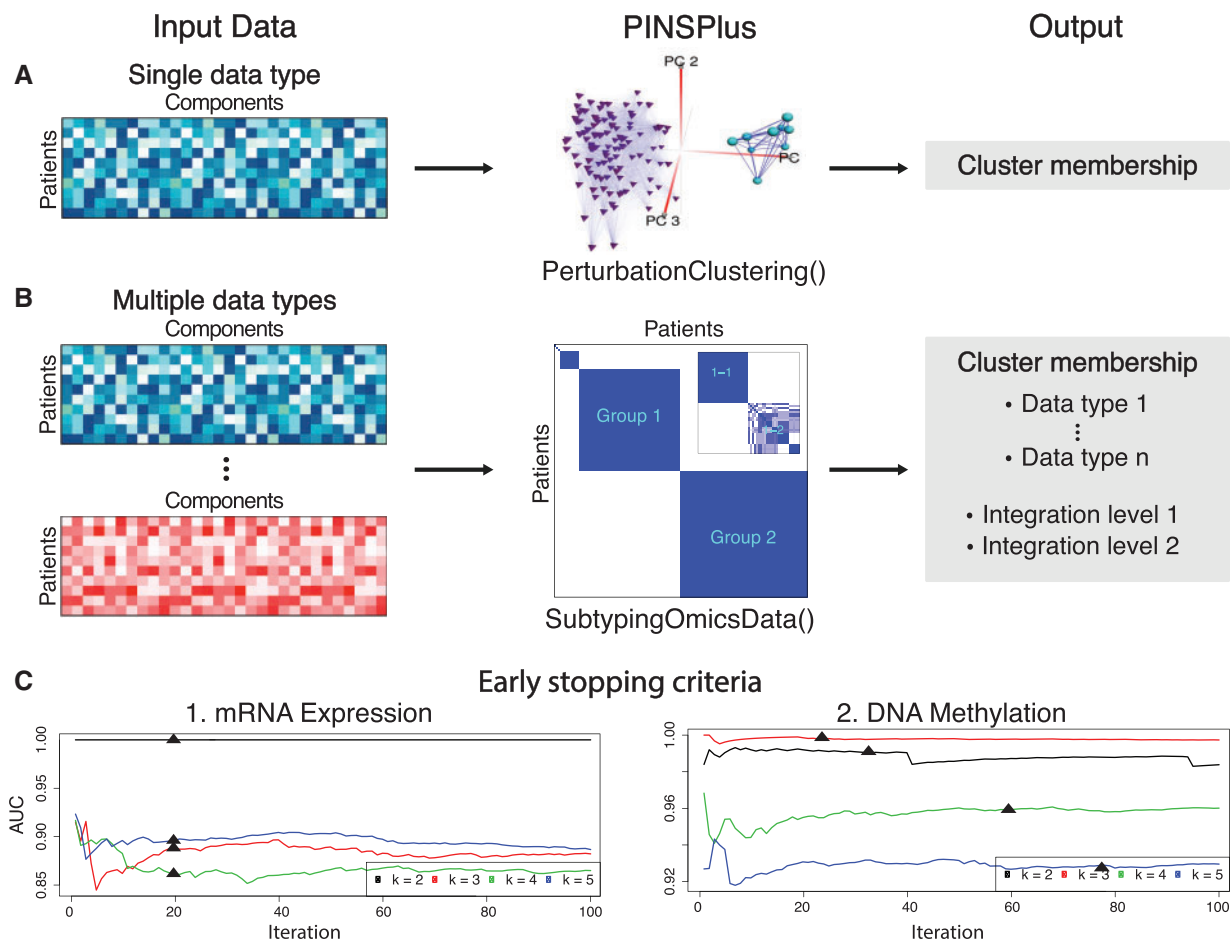 Input Data
PINSPlus
Output
A
Single data type
Components
Patients
PC 2
PC
PC 3
PerturbationClustering()
Cluster membership
B
Multiple data types
Components
Patients
Components
Patients
Patients
Patients
Group 1
1-1
Group 2
SubtypingOmicsData()
Cluster membership
• Data type 1
• Data type n
• Integration level 1
• Integration level 2
C
Early stopping criteria
1. mRNA Expression
AUC
1.00
0.95
0.90
0.85
0 20 40 60 80 100
Iteration
k = 2 k = 3 k = 4 k = 5
2. DNA Methylation
1.00
0.96
0.92
0 20 40 60 80 100
Iteration
k = 2 k = 3 k = 4 k = 5